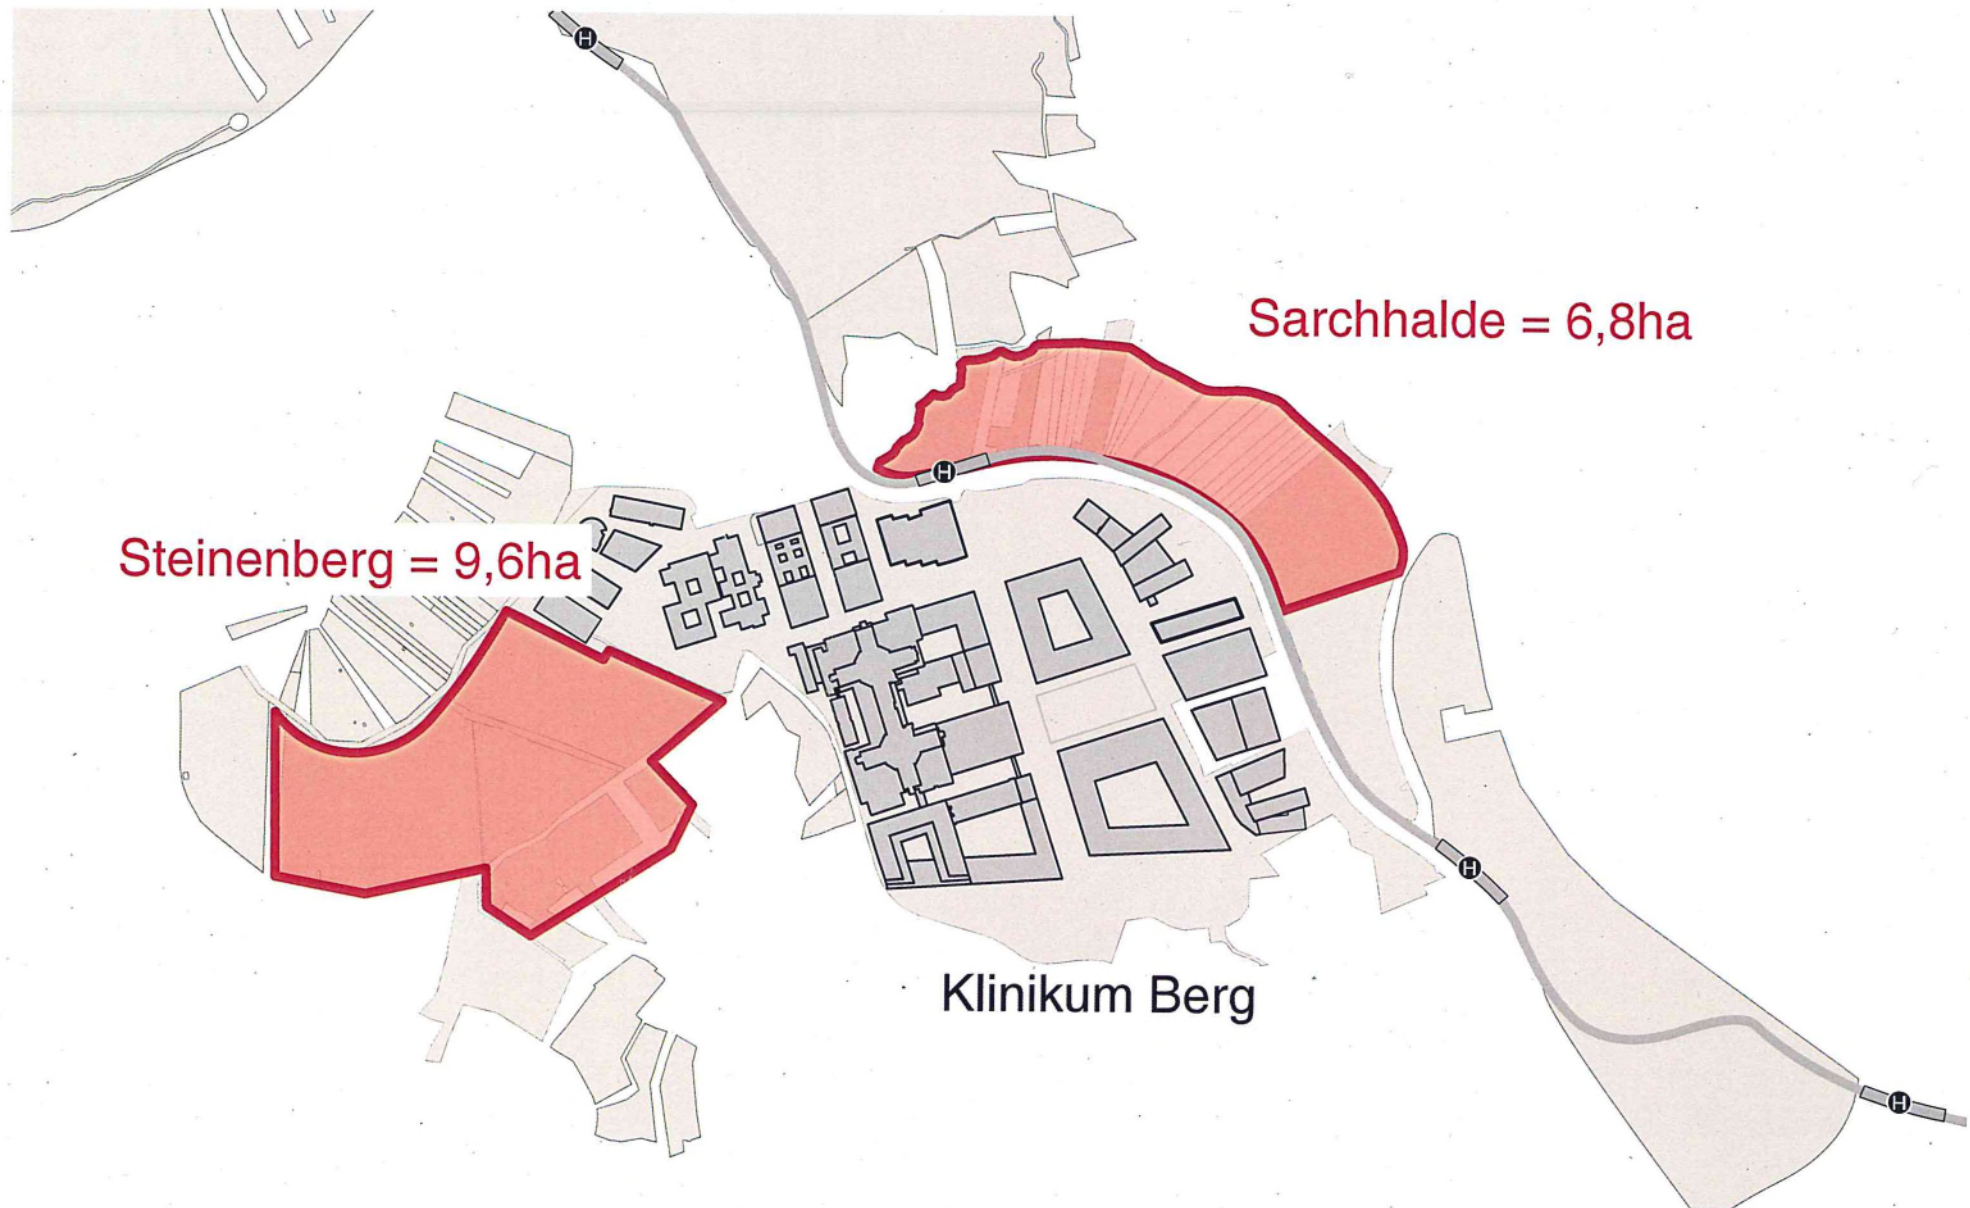 H
Sarchhalde = 6,8ha
H
Steinenberg = 9,6ha
H
Klinikum Berg
H